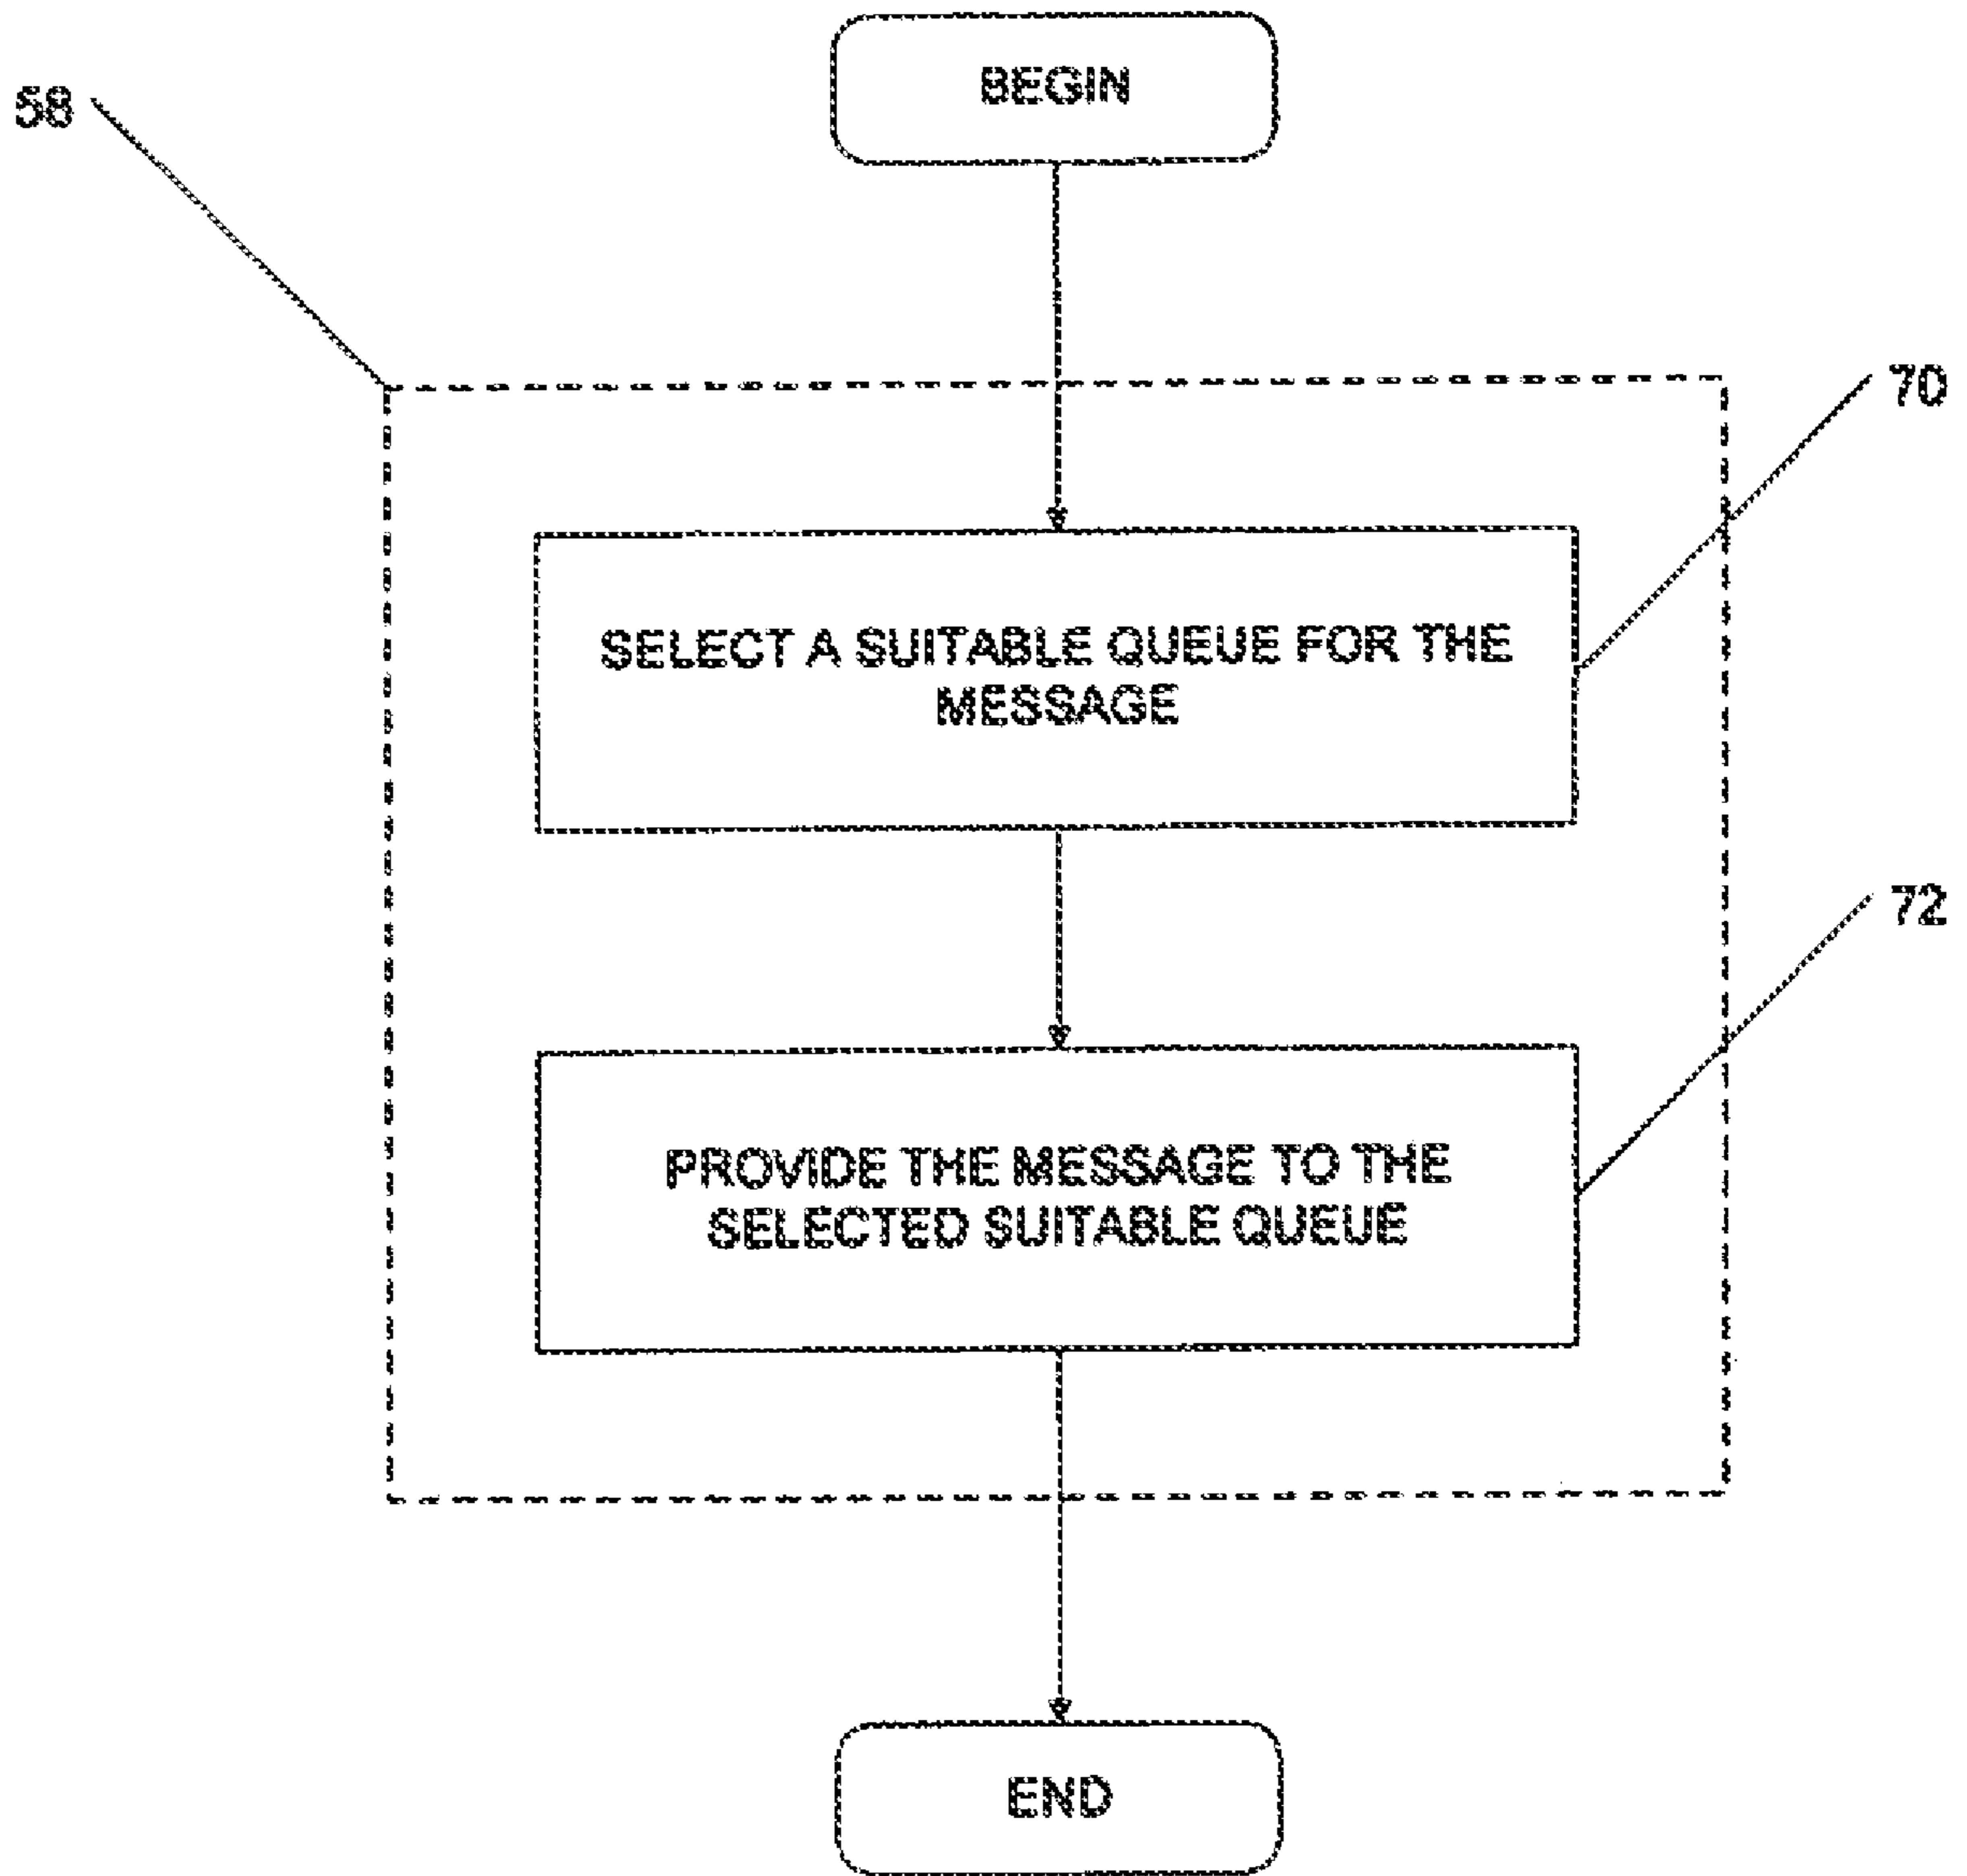 BEGIN
58
70
SELECT A SUITABLE QUEUE FOR THE
MESSAGE
72
PROVIDE THE MESSAGE TO THE
SELECTED SUITABLE QUEUE
END